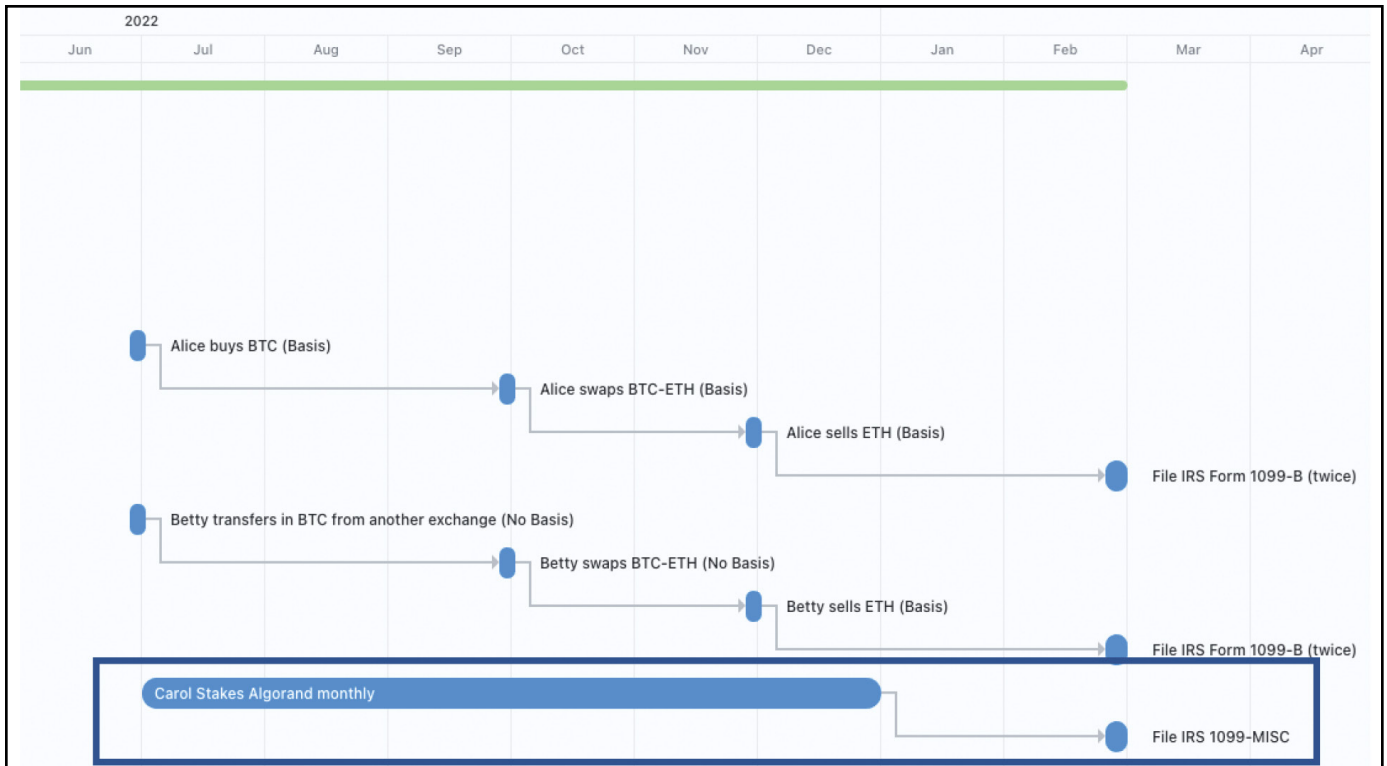 2022
Jun Jul Aug Sep Oct Nov Dec Jan Feb Mar Apr
Alice buys BTC (Basis)
Alice swaps BTC-ETH (Basis)
Alice sells ETH (Basis)
File IRS Form 1099-B (twice)
Betty transfers in BTC from another exchange (No Basis)
Betty swaps BTC-ETH (No Basis)
Betty sells ETH (Basis)
File IRS Form 1099-B (twice)
Carol Stakes Algorand monthly
File IRS 1099-MISC